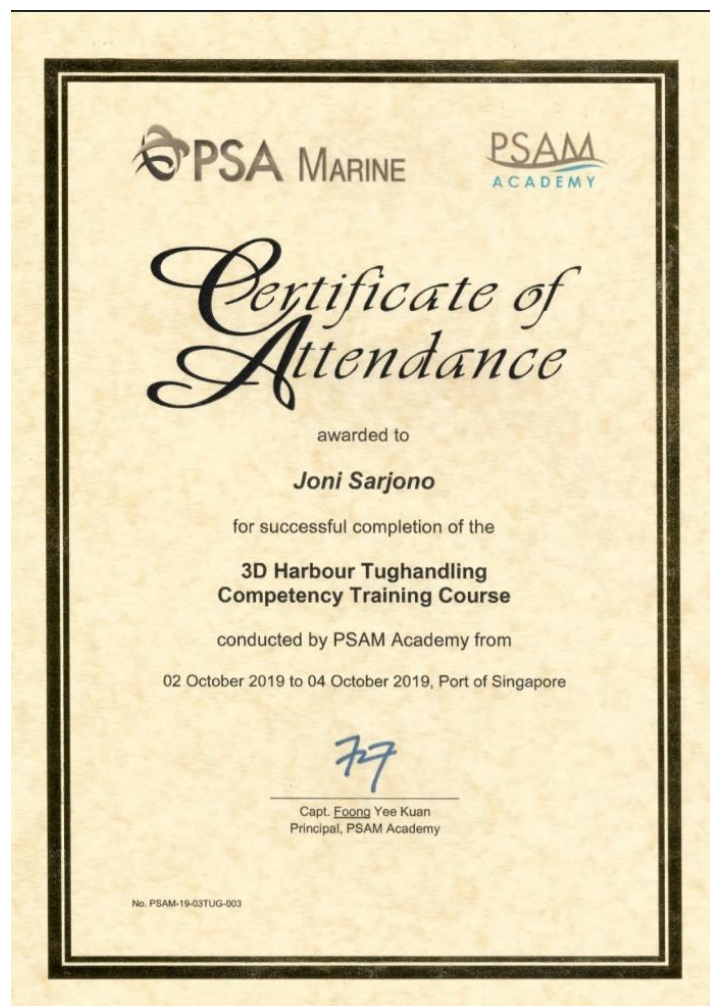 PSA MARINE
PSAM
ACADEMY
Certificate of
Attendance
awarded to
Joni Sarjono
for successful completion of the
3D Harbour Tughandling
Competency Training Course
conducted by PSAM Academy from
02 October 2019 to 04 October 2019, Port of Singapore
Capt. Foong Yee Kuan
Principal, PSAM Academy
No. PSAM-19-03TUG-003